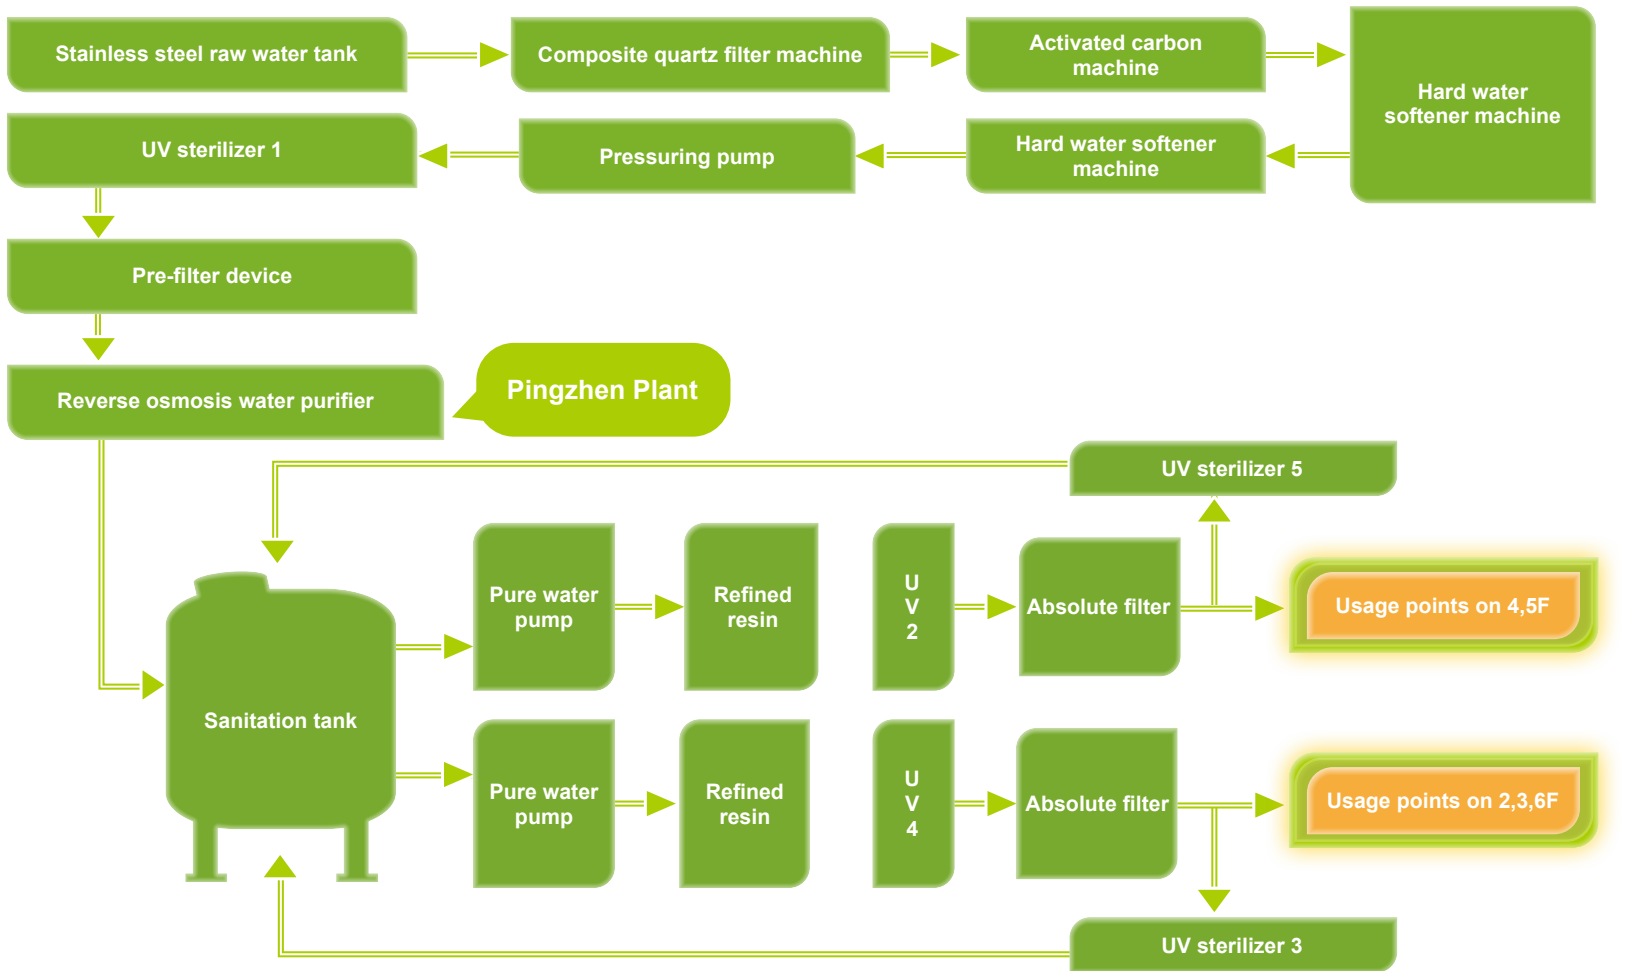 Stainless steel raw water tank
Composite quartz filter machine
Activated carbon
machine
Hard water
softener machine
UV sterilizer 1
Pressuring pump
Hard water softener
machine
Pre-filter device
Reverse osmosis water purifier
Pingzhen Plant
UV sterilizer 5
Pure water
pump
Refined
resin
U
V
2
Absolute filter
Usage points on 4,5F
Sanitation tank
Pure water
pump
Refined
resin
U
V
4
Absolute filter
Usage points on 2,3,6F
UV sterilizer 3